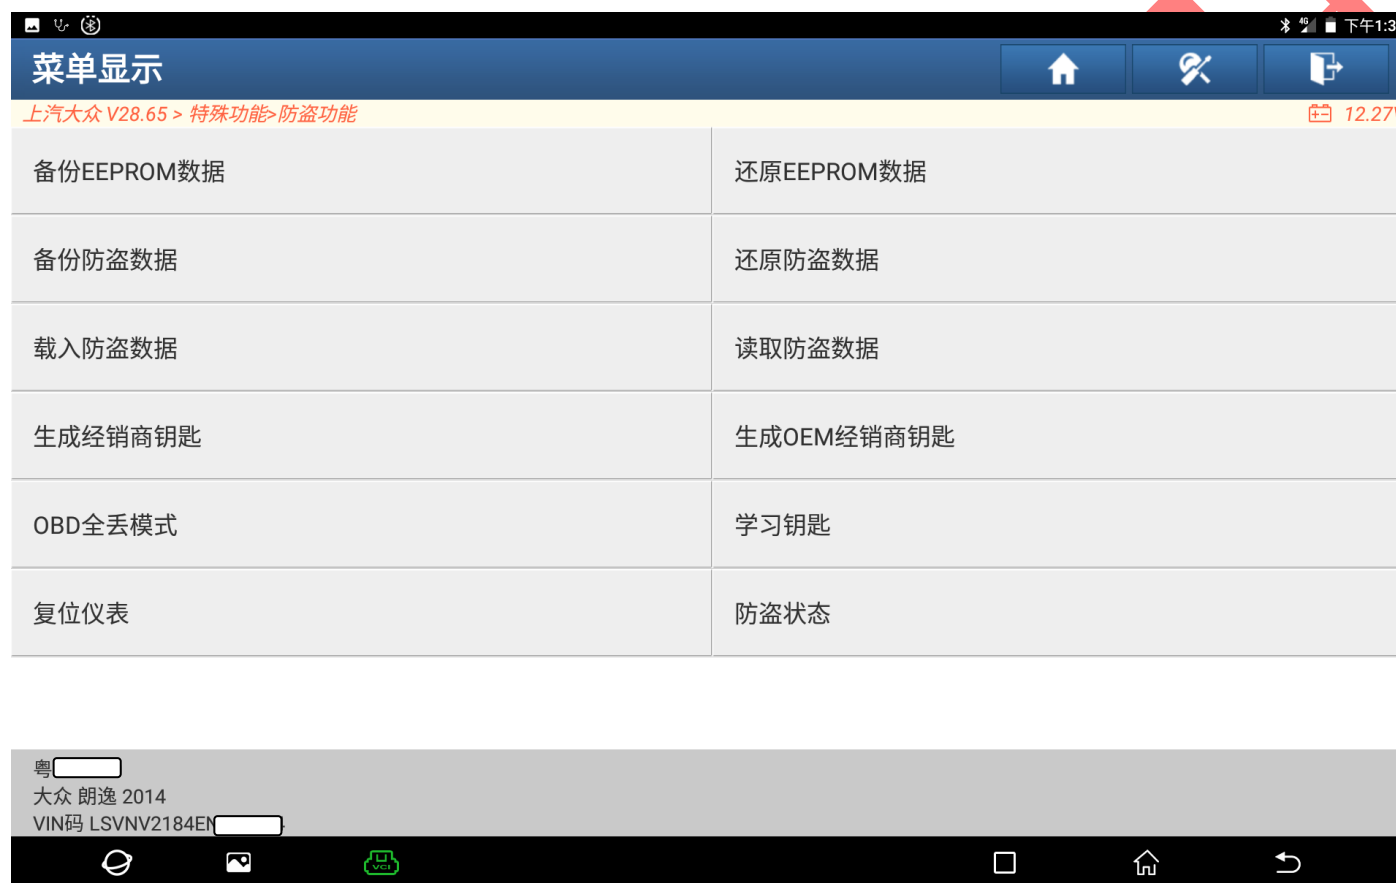 4G 下午1:3
菜单显示
上汽大众 V28.65 > 特殊功能>防盗功能
12.27V
备份EEPROM数据
还原EEPROM数据
备份防盗数据
还原防盗数据
载入防盗数据
读取防盗数据
生成经销商钥匙
生成OEM经销商钥匙
OBD全丢模式
学习钥匙
复位仪表
防盗状态
粤
大众 朗逸 2014
VIN码 LSVNV2184EN
VCI